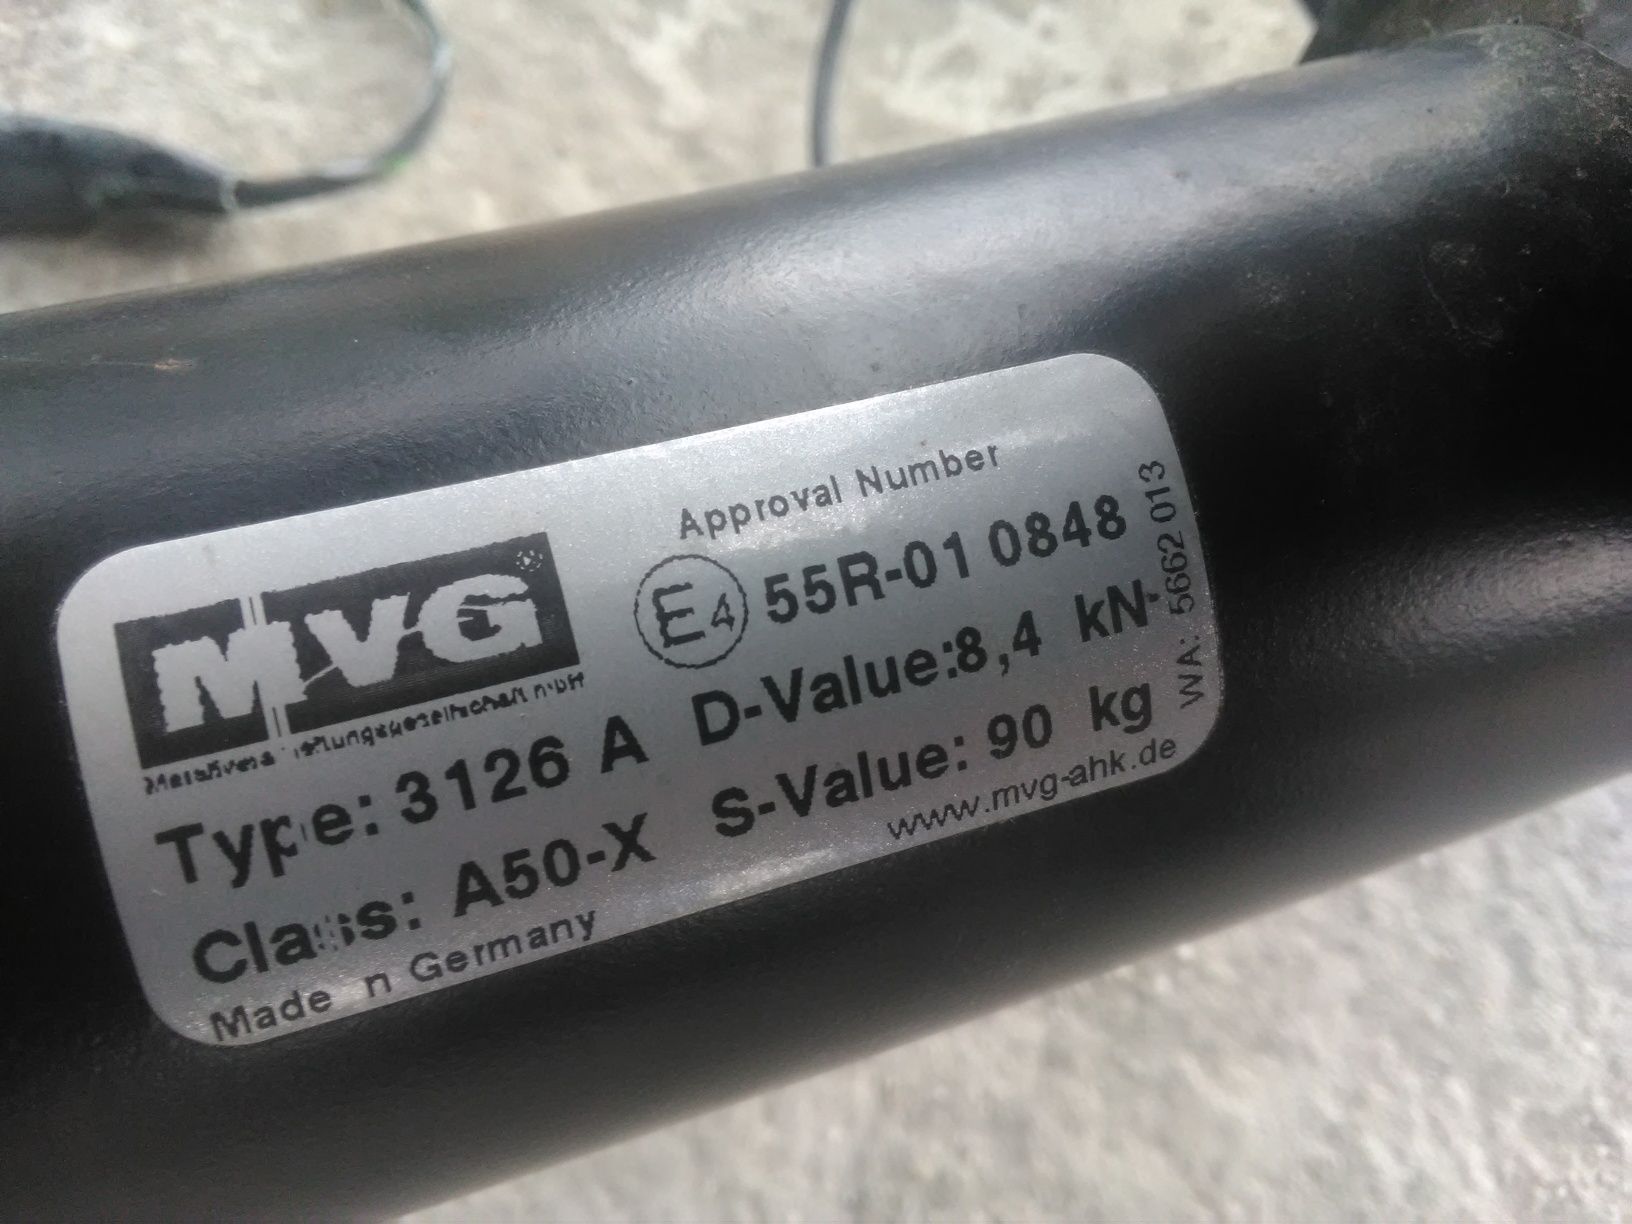 MVG®
Approval Number
E4 55R-01 0848
Type: 3126 A D-Value:8,4 kN
Class: A50-X S-Value: 90 kg
Made n Germany www.mvg-ahk.de
WA: 5662 013